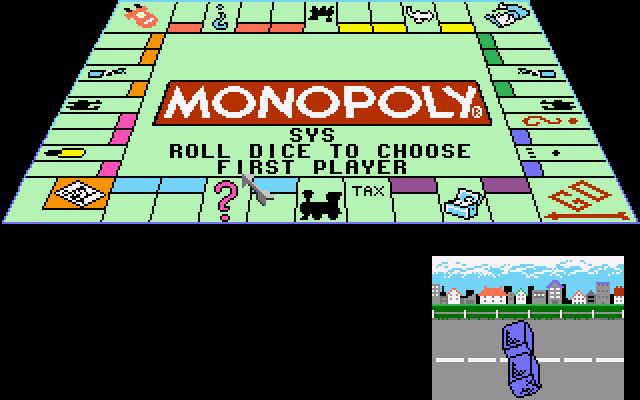 MONOPOLY®
SYS
ROLL DICE TO CHOOSE
FIRST PLAYER
TAX
GO